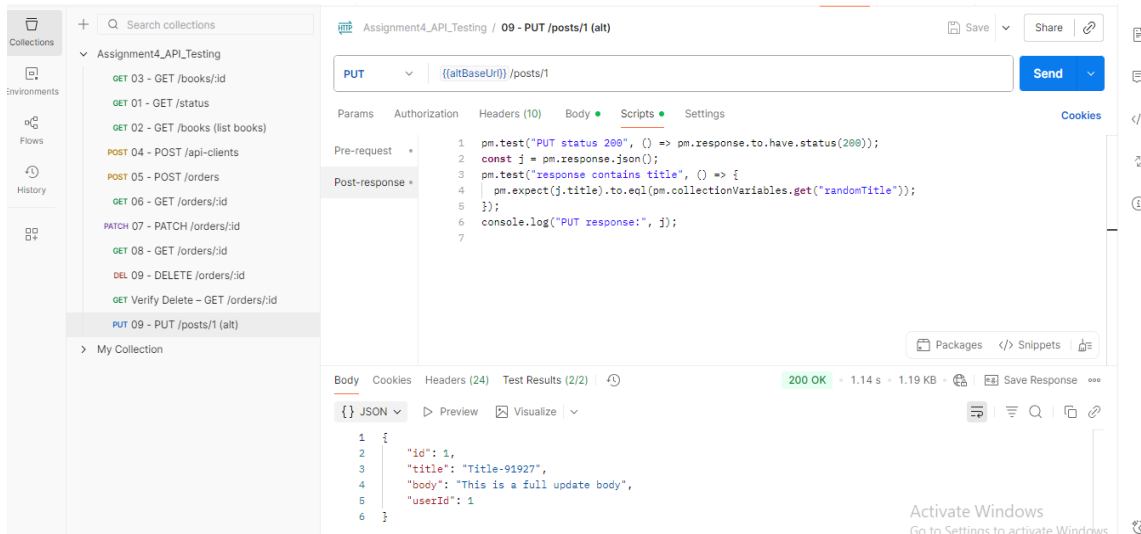 Collections
Environments
Flows
History
Search collections
Assignment4_API_Testing
GET 03 - GET /books/:id
GET 01 - GET /status
GET 02 - GET /books (list books)
POST 04 - POST /api-clients
POST 05 - POST /orders
GET 06 - GET /orders/:id
PATCH 07 - PATCH /orders/:id
GET 08 - GET /orders/:id
DEL 09 - DELETE /orders/:id
GET Verify Delete – GET /orders/:id
PUT 09 - PUT /posts/1 (alt)
My Collection
HTTP Assignment4_API_Testing / 09 - PUT /posts/1 (alt)
Save
Share
PUT {{altBaseUrl}} /posts/1
Send
Params Authorization Headers (10) Body Scripts Settings
Cookies
Pre-request
Post-response
1 pm.test("PUT status 200", () => pm.response.to.have.status(200));
2 const j = pm.response.json();
3 pm.test("response contains title", () => {
4 pm.expect(j.title).to.eql(pm.collectionVariables.get("randomTitle"));
5 });
6 console.log("PUT response:", j);
7
Packages </> Snippets
Body Cookies Headers (24) Test Results (2/2)
200 OK 1.14 s 1.19 KB e.g. Save Response
{} JSON Preview Visualize
1 {
2 "id": 1,
3 "title": "Title-91927",
4 "body": "This is a full update body",
5 "userId": 1
6 }
Activate Windows
Go to Settings to activate Windows.